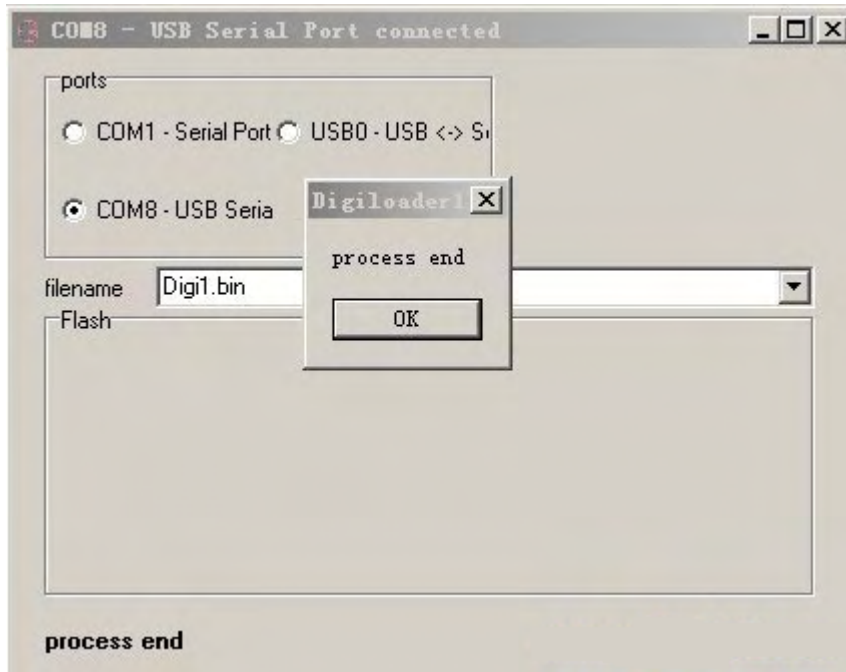 COM8 - USB Serial Port connected
ports
COM1 - Serial Port
USB0 - USB <-> Se
COM8 - USB Seria
Digiloader1
process end
OK
filename
Digi1.bin
Flash
process end